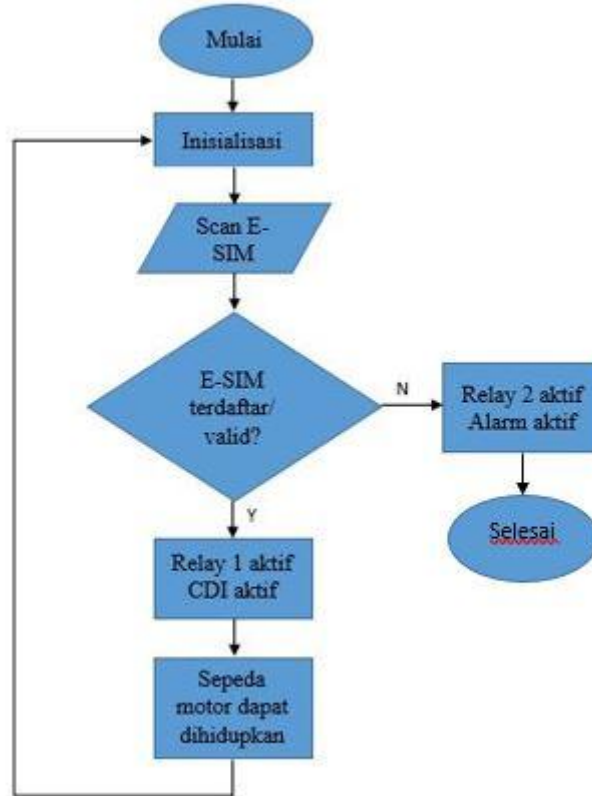 Mulai
Inisialisasi
Scan E-
SIM
E-SIM
terdaftar/
valid?
N
Relay 2 aktif
Alarm aktif
Selesai
Y
Relay 1 aktif
CDI aktif
Sepeda
motor dapat
dihidupkan